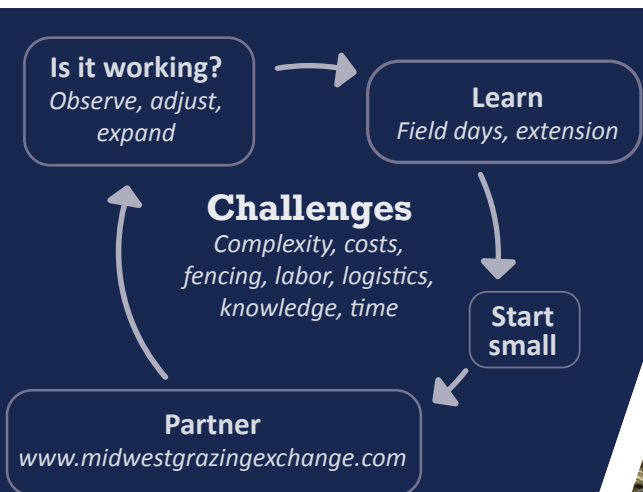 Is it working?
Observe, adjust,
expand
Learn
Field days, extension
Challenges
Complexity, costs,
fencing, labor, logistics,
knowledge, time
Start
small
Partner
www.midwestgrazingexchange.com